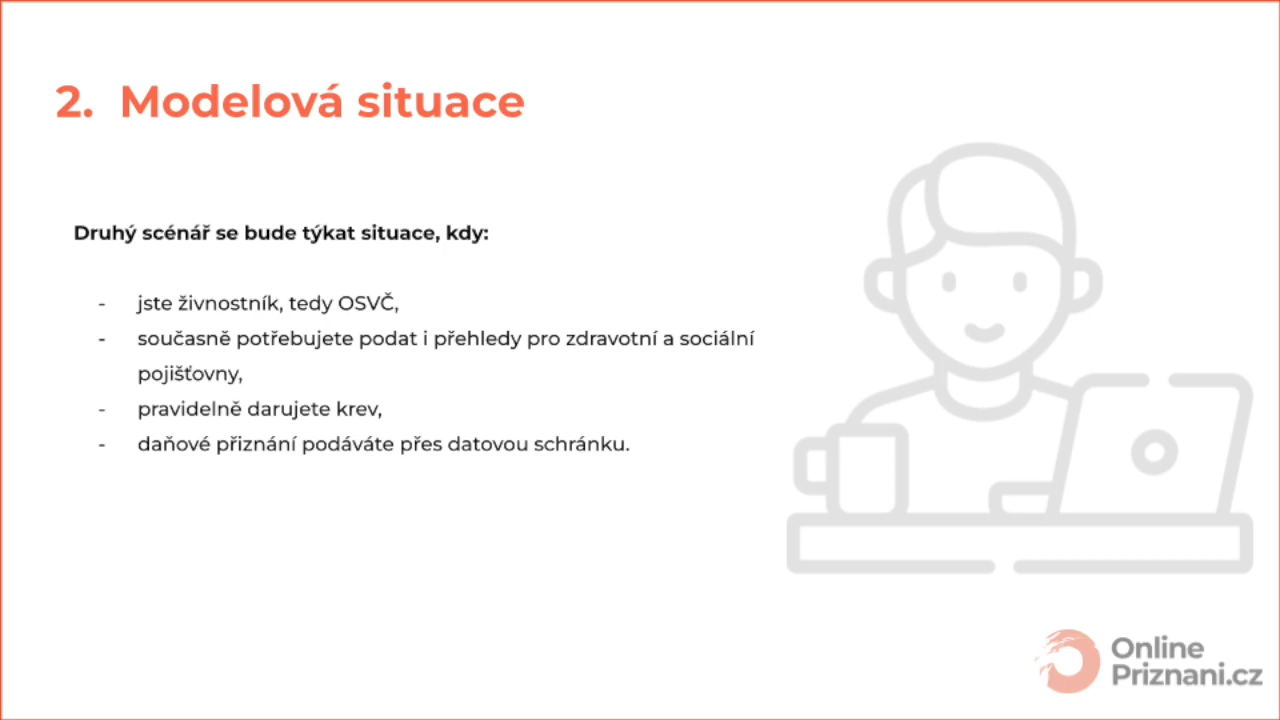 2. Modelová situace
Druhý scénář se bude týkat situace, kdy:
- jste živnostník, tedy OSVČ,
- současně potřebujete podat i přehledy pro zdravotní a sociální
pojišťovny,
- pravidelně darujete krev,
- daňové přiznání podáváte přes datovou schránku.
Online
Priznani.cz